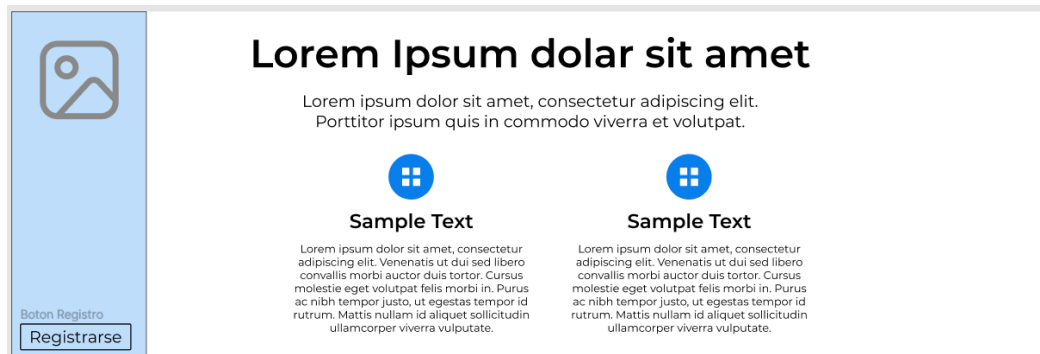 Lorem Ipsum dolar sit amet
Lorem ipsum dolor sit amet, consectetur adipiscing elit.
Porttitor ipsum quis in commodo viverra et volutpat.
Sample Text
Lorem ipsum dolor sit amet, consectetur
adipiscing elit. Venenatis ut dui sed libero
convallis morbi auctor duis tortor. Cursus
molestie eget volutpat felis morbi in. Purus
ac nibh tempor justo, ut egestas tempor id
rutrum. Mattis nullam id aliquet sollicitudin
ullamcorper viverra vulputate.
Sample Text
Lorem ipsum dolor sit amet, consectetur
adipiscing elit. Venenatis ut dui sed libero
convallis morbi auctor duis tortor. Cursus
molestie eget volutpat felis morbi in. Purus
ac nibh tempor justo, ut egestas tempor id
rutrum. Mattis nullam id aliquet sollicitudin
ullamcorper viverra vulputate.
Boton Registro
Registrarse